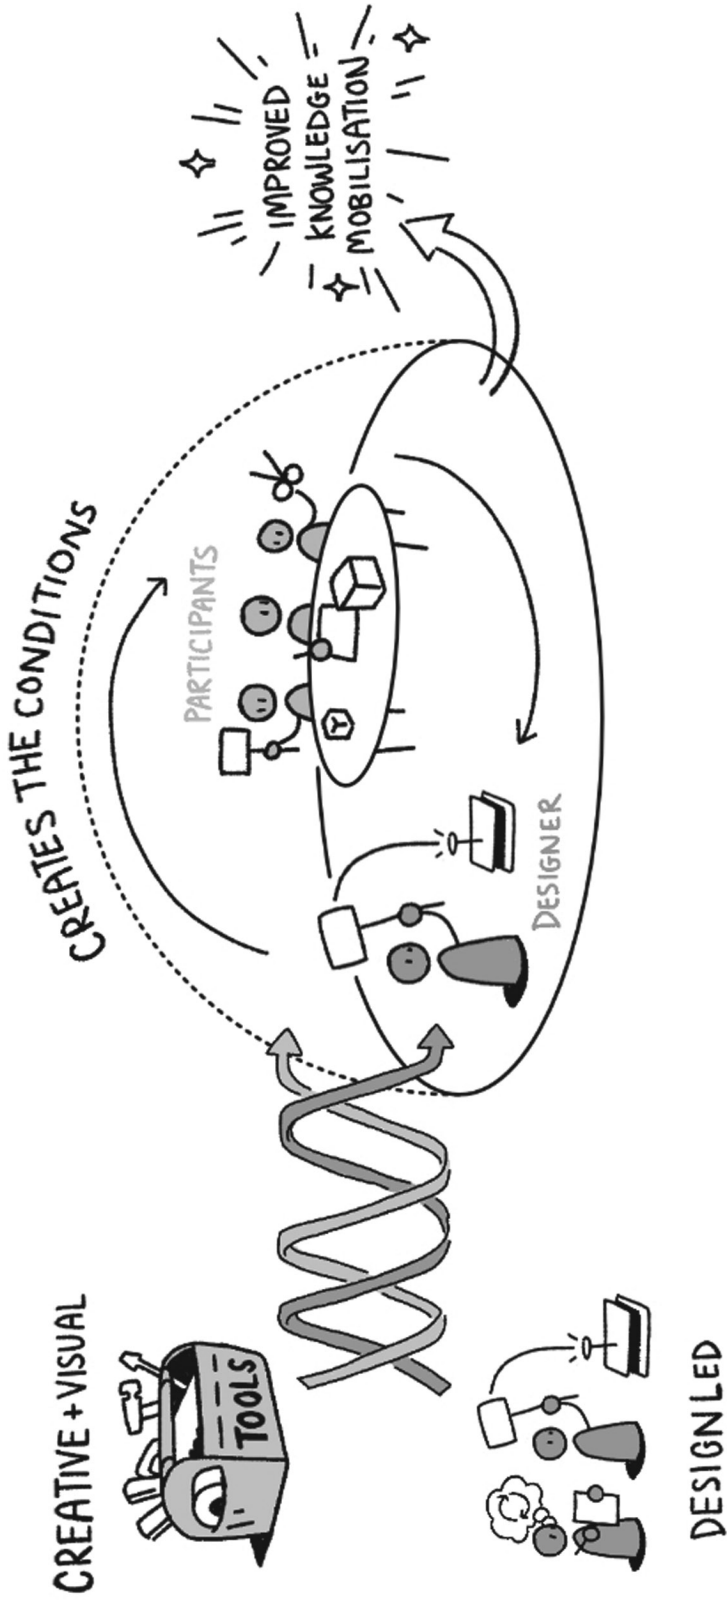 CREATIVE + VISUAL
TOOLS
DESIGN LED
CREATES THE CONDITIONS
PARTICIPANTS
DESIGNER
IMPROVED
KNOWLEDGE
MOBILISATION